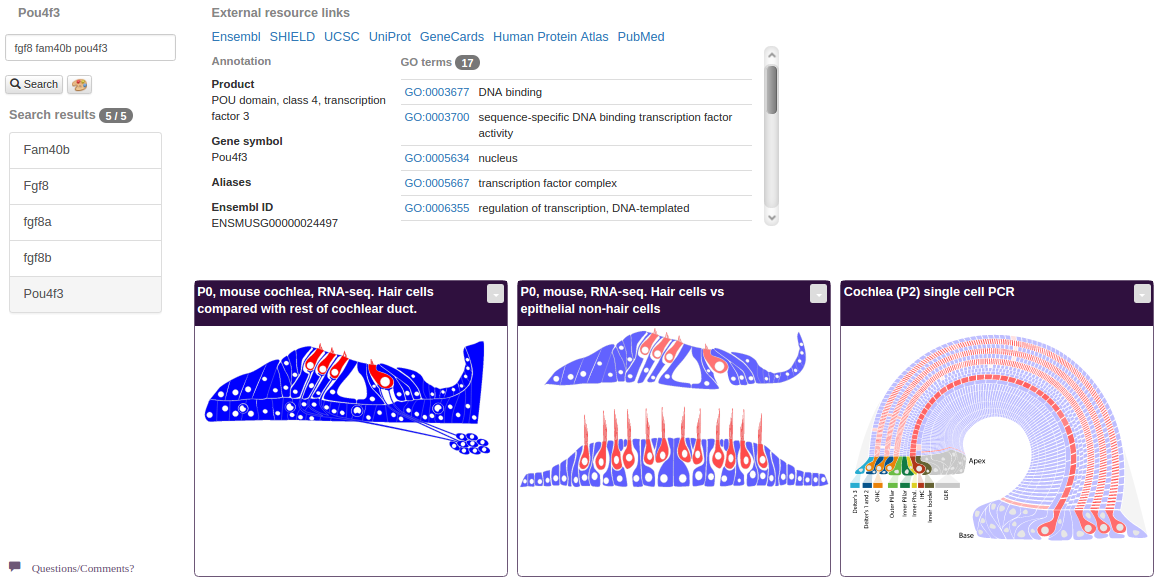 Pou4f3
fgf8 fam40b pou4f3
Search
Search results 5 / 5
Fam40b
Fgf8
fgf8a
fgf8b
Pou4f3
Questions/Comments?
External resource links
Ensembl SHIELD UCSC UniProt GeneCards Human Protein Atlas PubMed
Annotation
Product
POU domain, class 4, transcription
factor 3
Gene symbol
Pou4f3
Aliases
Ensembl ID
ENSMUSG00000024497
GO terms 17
GO:0003677 DNA binding
GO:0003700 sequence-specific DNA binding transcription factor
activity
GO:0005634 nucleus
GO:0005667 transcription factor complex
GO:0006355 regulation of transcription, DNA-templated
P0, mouse cochlea, RNA-seq. Hair cells
compared with rest of cochlear duct.
P0, mouse, RNA-seq. Hair cells vs
epithelial non-hair cells
Cochlea (P2) single cell PCR
Apex
Base
Deiter's 3
Deiter's 1 and 2
OHC
Outer Pillar
Inner Pillar
Inner Phal.
IHC
Inner border
GER